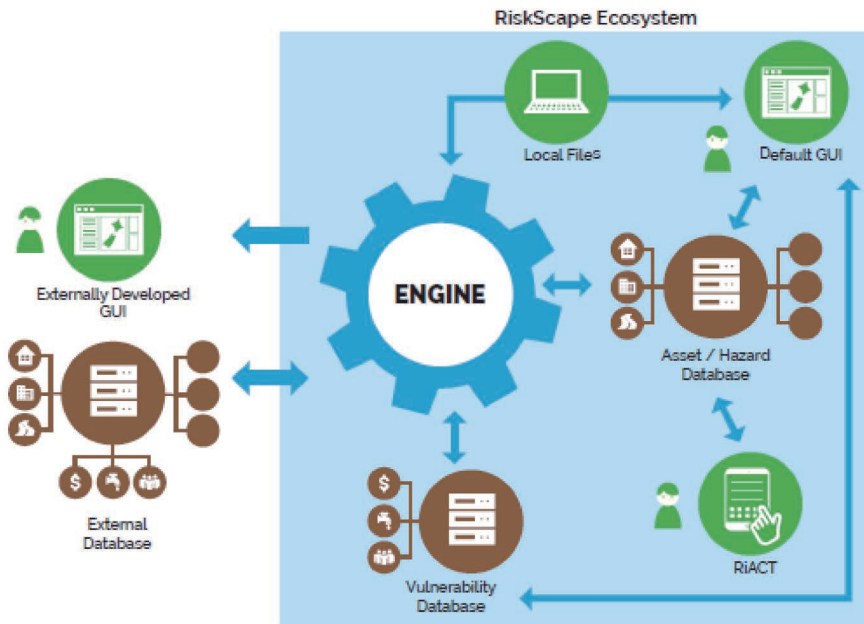 RiskScape Ecosystem
Local Files
Default GUI
Externally Developed
GUI
ENGINE
Asset / Hazard
Database
$
$
External
Database
Vulnerability
Database
RiACT